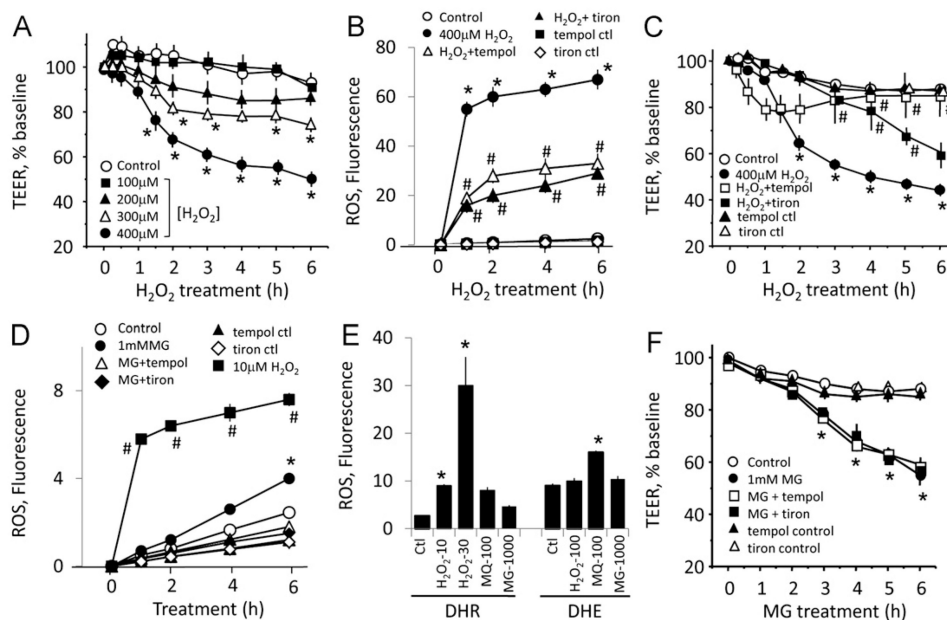 A
TEER, % baseline
120
100
80
60
40
20
Control
100μM
200μM
300μM
400μM
[H2O2]
*
*
*
*
*
*
*
*
*
*
0 1 2 3 4 5 6
H2O2 treatment (h)
B
Control
400μM H2O2
H2O2+tempol
H2O2+ tiron
tempol ctl
tiron ctl
ROS, Fluorescence
80
60
40
20
0
* * * *
# # # #
# # # #
0 2 4 6
H2O2 treatment (h)
C
TEER, % baseline
120
100
80
60
40
20
# # #
# # #
* * * * *
Control
400μM H2O2
H2O2+tempol
H2O2+tiron
tempol ctl
tiron ctl
0 1 2 3 4 5 6
H2O2 treatment (h)
D
Control
1mMMG
MG+tempol
MG+tiron
tempol ctl
tiron ctl
10μM H2O2
ROS, Fluorescence
8
4
0
# # # #
*
0 2 4 6
Treatment (h)
E
ROS, Fluorescence
40
30
20
10
0
* * *
Ctl
H2O2-10
H2O2-30
MQ-100
MG-1000
DHR
Ctl
H2O2-100
MQ-100
MG-1000
DHE
F
TEER, % baseline
100
80
60
40
20
* * * *
Control
1mM MG
MG + tempol
MG + tiron
tempol control
tiron control
0 1 2 3 4 5 6
MG treatment (h)